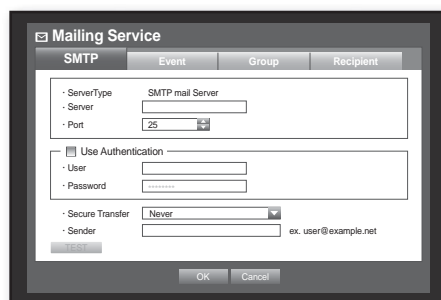 Mailing Service
SMTP Event Group Recipient
· ServerType SMTP mail Server
· Server
· Port 25
Use Authentication
· User
· Password ********
· Secure Transfer Never
· Sender ex. user@example.net
TEST
OK Cancel